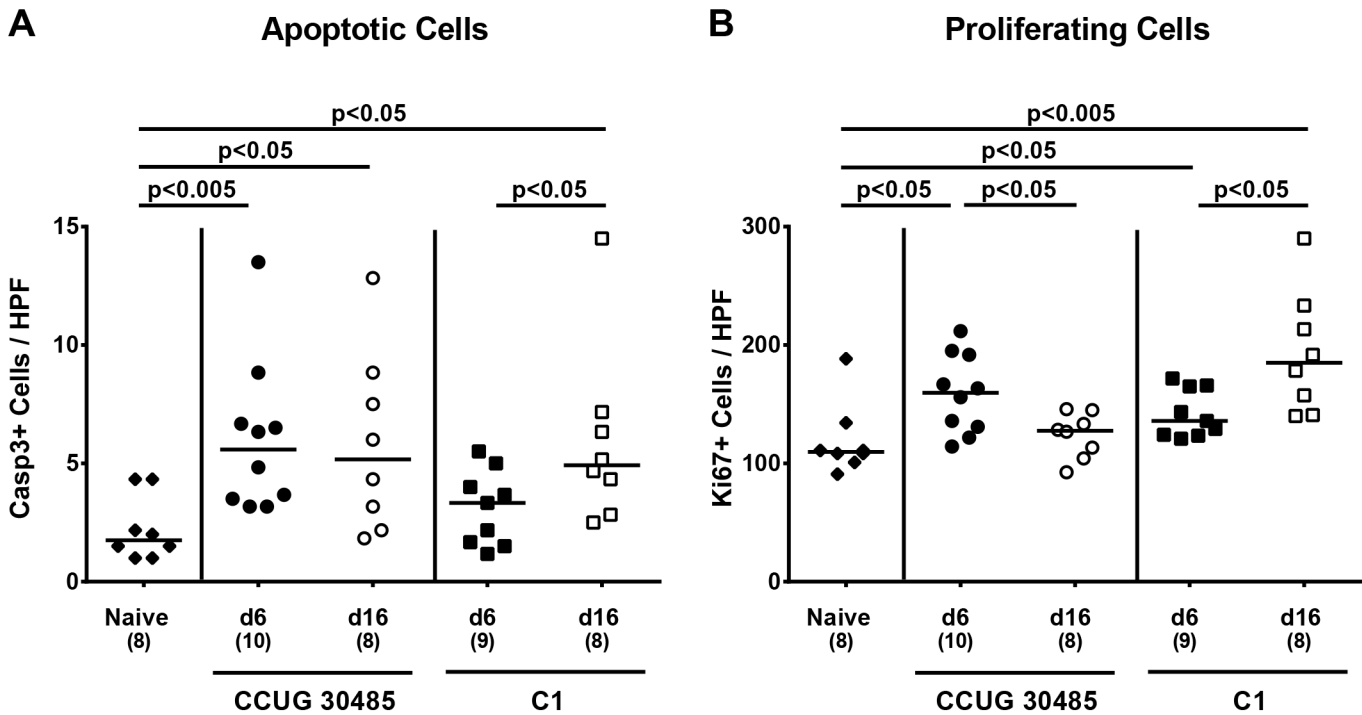 A
Apoptotic Cells
p<0.05
p<0.05
p<0.005
p<0.05
15
10
5
0
Casp3+ Cells / HPF
Naive
(8)
d6
(10)
d16
(8)
d6
(9)
d16
(8)
CCUG 30485
C1
B
Proliferating Cells
p<0.005
p<0.05
p<0.05
p<0.05
p<0.05
300
200
100
0
Ki67+ Cells / HPF
Naive
(8)
d6
(10)
d16
(8)
d6
(9)
d16
(8)
CCUG 30485
C1